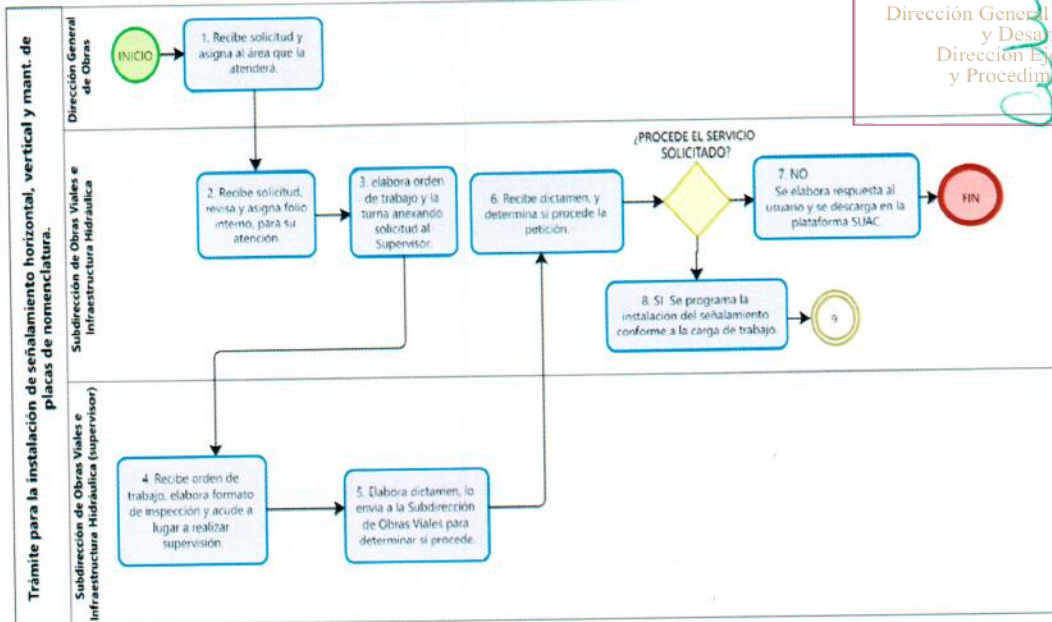 Dirección General
y Desa
Dirección Eje
y Procedim
Trámite para la instalación de señalamiento horizontal, vertical y mant. de
placas de nomenclatura.
Dirección General
de Obras
INICIO
1. Recibe solicitud y
asigna al área que la
atenderá.
Subdirección de Obras Viales e
Infraestructura Hidráulica
2. Recibe solicitud,
revisa y asigna folio
interno, para su
atención.
3. elabora orden
de trabajo y la
turna anexando
solicitud al
Supervisor.
6. Recibe dictamen, y
determina si procede la
petición.
¿PROCEDE EL SERVICIO
SOLICITADO?
7. NO
Se elabora respuesta al
usuario y se descarga en la
plataforma SUAC.
FIN
8. SI Se programa la
instalación del señalamiento
conforme a la carga de trabajo.
9
Subdirección de Obras Viales e
Infraestructura Hidráulica (supervisor)
4. Recibe orden de
trabajo, elabora formato
de inspección y acude a
lugar a realizar
supervisión.
5. Elabora dictamen, lo
envía a la Subdirección
de Obras Viales para
determinar si procede.